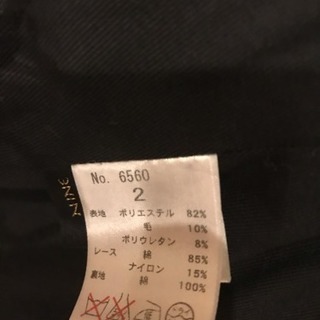 No. 6560
2
表地 ポリエステル 82%
毛 10%
ポリウレタン 8%
レース 綿 85%
ナイロン 15%
裏地 綿 100%
NINE